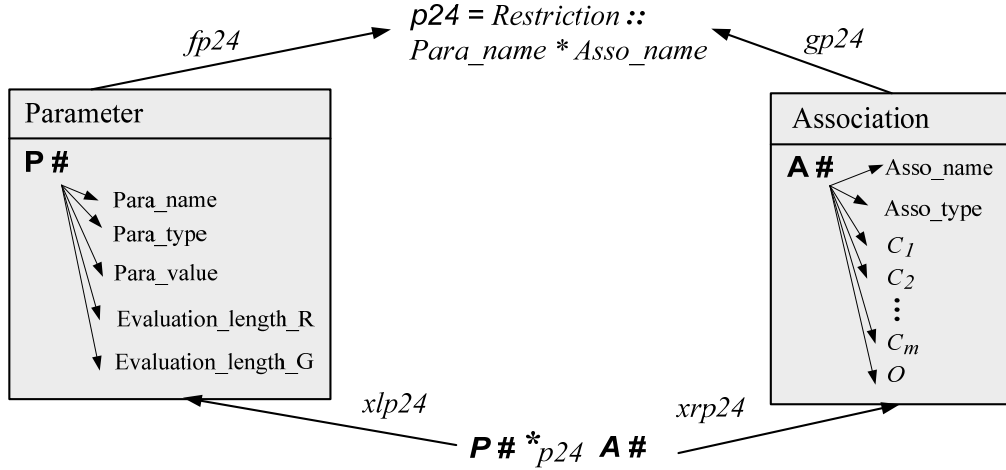 p24 = Restriction ::
Para_name * Asso_name
fp24
gp24
Parameter
P #
Para_name
Para_type
Para_value
Evaluation_length_R
Evaluation_length_G
Association
A #
Asso_name
Asso_type
C1
C2
⋮
Cm
O
xlp24
xrp24
P # *p24 A #